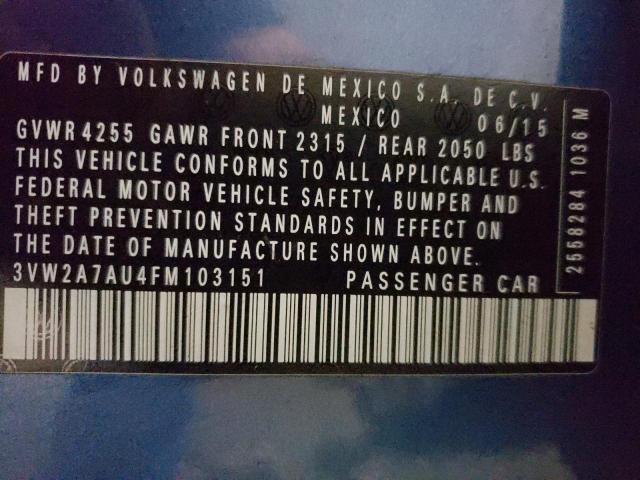 MFD BY VOLKSWAGEN DE MEXICO S.A. DE C.V.
MEXICO 06/15
GVWR 4255 GAWR FRONT 2315 / REAR 2050 LBS
THIS VEHICLE CONFORMS TO ALL APPLICABLE U.S.
FEDERAL MOTOR VEHICLE SAFETY, BUMPER AND
THEFT PREVENTION STANDARDS IN EFFECT ON
THE DATE OF MANUFACTURE SHOWN ABOVE.
3VW2A7AU4FM103151 PASSENGER CAR
2558284 1036 M